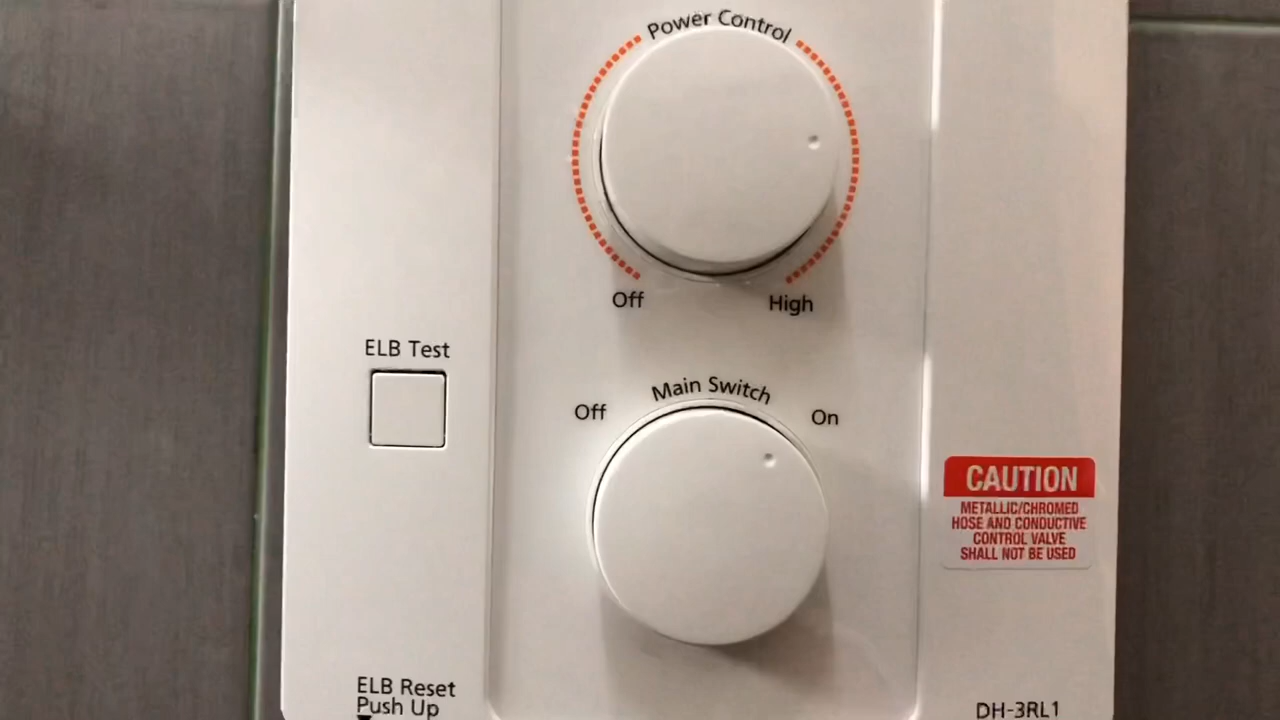 Power Control
Off
High
ELB Test
Main Switch
Off
On
CAUTION
METALLIC/CHROMED
HOSE AND CONDUCTIVE
CONTROL VALVE
SHALL NOT BE USED
ELB Reset
Push Up
DH-3RL1